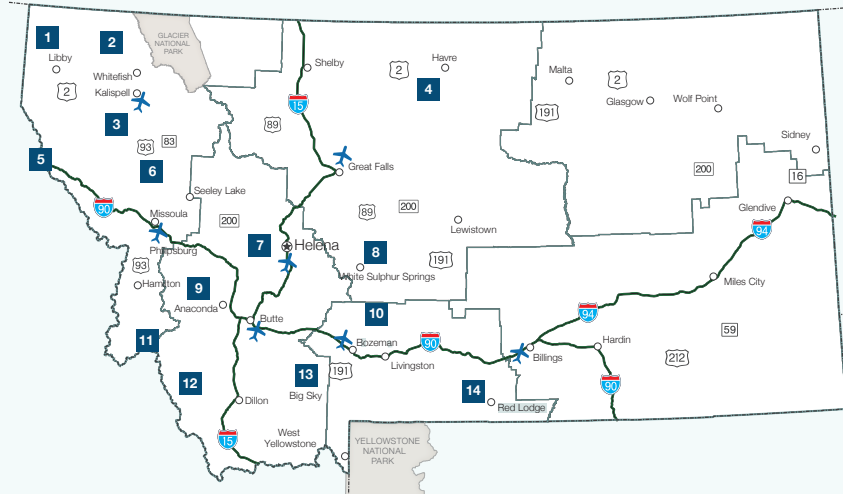 1
2
GLACIER
NATIONAL
PARK
Libby
Whitefish
2
Kalispell
3
93
83
5
6
Shelby
15
89
Havre
2
4
Malta
2
191
Glasgow
Wolf Point
Sidney
200
16
Great Falls
Seeley Lake
90
Missoula
200
Philipsburg
89
200
Lewistown
Glendive
94
7
Helena
8
191
White Sulphur Springs
93
Hamilton
9
Anaconda
Miles City
10
Butte
94
59
11
Bozeman
90
Livingston
Billings
Hardin
212
90
12
13
191
Big Sky
14
Dillon
Red Lodge
15
West
Yellowstone
YELLOWSTONE
NATIONAL
PARK